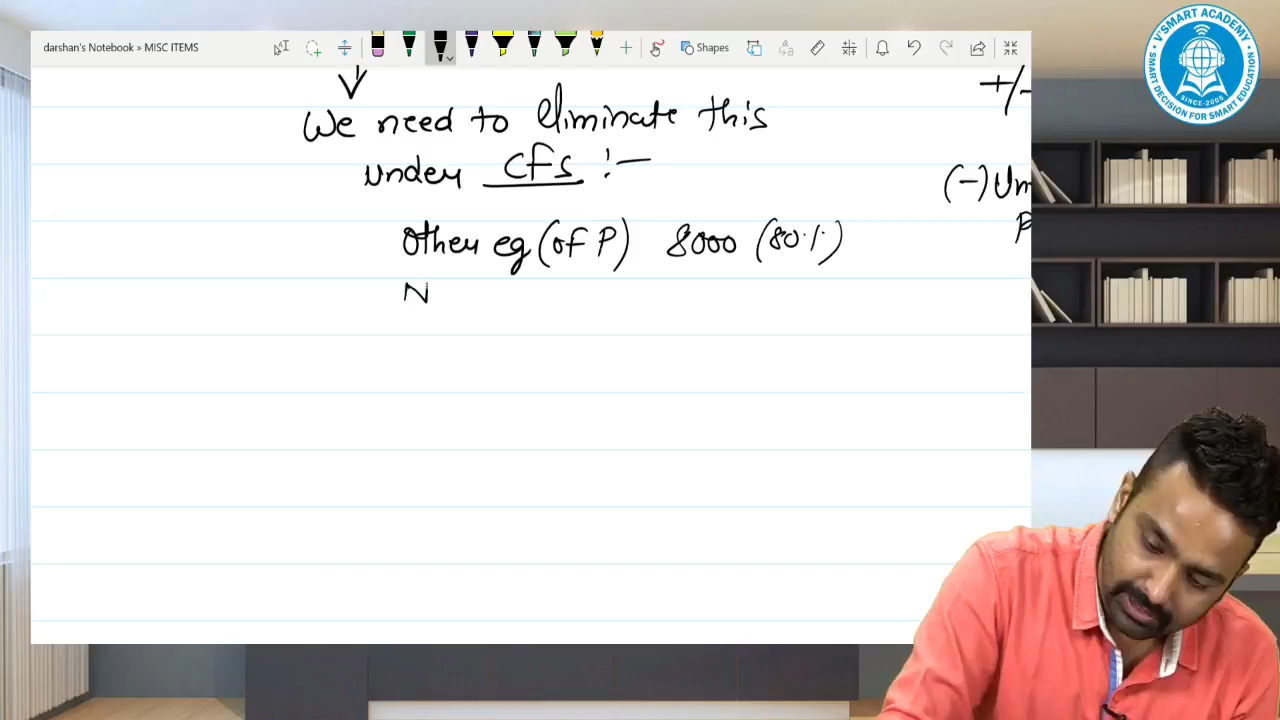 darshan's Notebook » MISC ITEMS
Shapes
V'SMART ACADEMY
SINCE-2005
SMART DECISION FOR SMART EDUCATION
We need to eliminate this
under CFS :-
Other eq (of P) 8000 (80%)
N
+/-
(-) Un
P